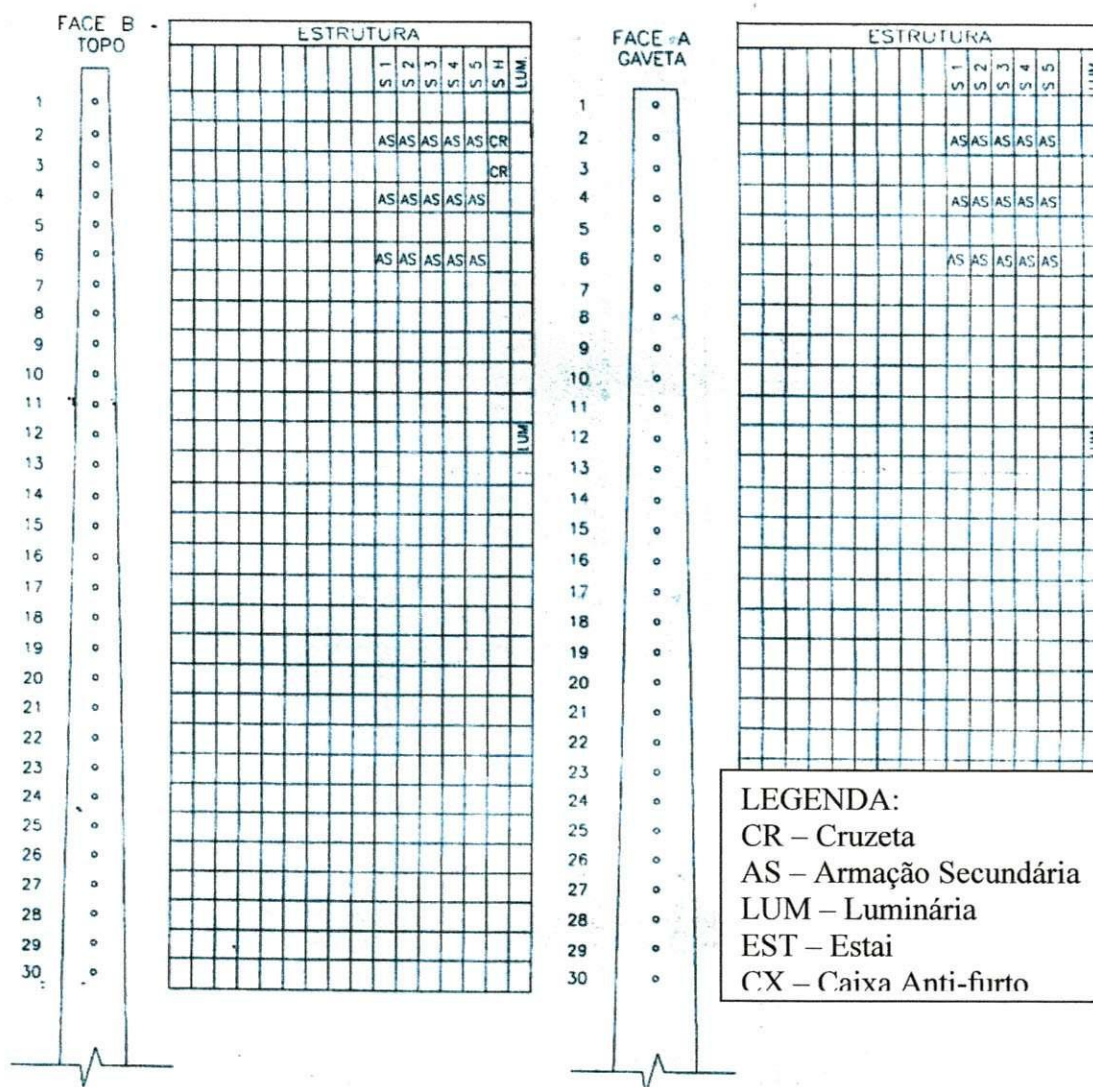 FACE B -
TOPO
ESTRUTURA
S 1
S 2
S 3
S 4
S 5
S H
LUM.
1
2
AS AS AS AS AS CR
3
CR
4
AS AS AS AS AS
5
6
AS AS AS AS AS
7
8
9
10
11
12
LUM
13
14
15
16
17
18
19
20
21
22
23
24
25
26
27
28
29
30
FACE A
GAVETA
ESTRUTURA
S 1
S 2
S 3
S 4
S 5
1
2
AS AS AS AS AS
3
4
AS AS AS AS AS
5
6
AS AS AS AS AS
7
8
9
10
11
12
13
14
15
16
17
18
19
20
21
22
23
24
25
26
27
28
29
30
LEGENDA:
CR – Cruzeta
AS – Armação Secundária
LUM – Luminária
EST – Estai
CX – Caixa Anti-furto